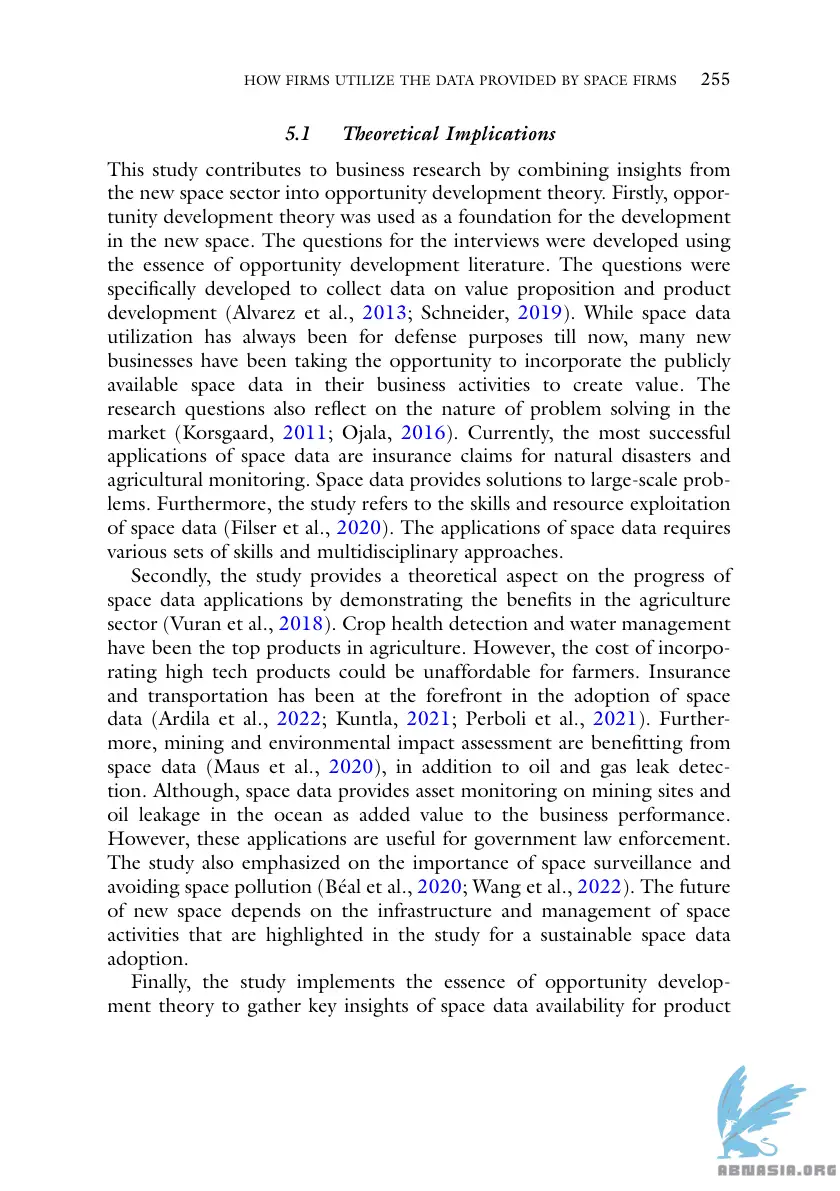 HOW FIRMS UTILIZE THE DATA PROVIDED BY SPACE FIRMS 255
5.1 Theoretical Implications
This study contributes to business research by combining insights from
the new space sector into opportunity development theory. Firstly, oppor-
tunity development theory was used as a foundation for the development
in the new space. The questions for the interviews were developed using
the essence of opportunity development literature. The questions were
specifically developed to collect data on value proposition and product
development (Alvarez et al., 2013; Schneider, 2019). While space data
utilization has always been for defense purposes till now, many new
businesses have been taking the opportunity to incorporate the publicly
available space data in their business activities to create value. The
research questions also reflect on the nature of problem solving in the
market (Korsgaard, 2011; Ojala, 2016). Currently, the most successful
applications of space data are insurance claims for natural disasters and
agricultural monitoring. Space data provides solutions to large-scale prob-
lems. Furthermore, the study refers to the skills and resource exploitation
of space data (Filser et al., 2020). The applications of space data requires
various sets of skills and multidisciplinary approaches.
Secondly, the study provides a theoretical aspect on the progress of
space data applications by demonstrating the benefits in the agriculture
sector (Vuran et al., 2018). Crop health detection and water management
have been the top products in agriculture. However, the cost of incorpo-
rating high tech products could be unaffordable for farmers. Insurance
and transportation has been at the forefront in the adoption of space
data (Ardila et al., 2022; Kuntla, 2021; Perboli et al., 2021). Further-
more, mining and environmental impact assessment are benefitting from
space data (Maus et al., 2020), in addition to oil and gas leak detec-
tion. Although, space data provides asset monitoring on mining sites and
oil leakage in the ocean as added value to the business performance.
However, these applications are useful for government law enforcement.
The study also emphasized on the importance of space surveillance and
avoiding space pollution (Béal et al., 2020; Wang et al., 2022). The future
of new space depends on the infrastructure and management of space
activities that are highlighted in the study for a sustainable space data
adoption.
Finally, the study implements the essence of opportunity develop-
ment theory to gather key insights of space data availability for product
ABNASIA.ORG